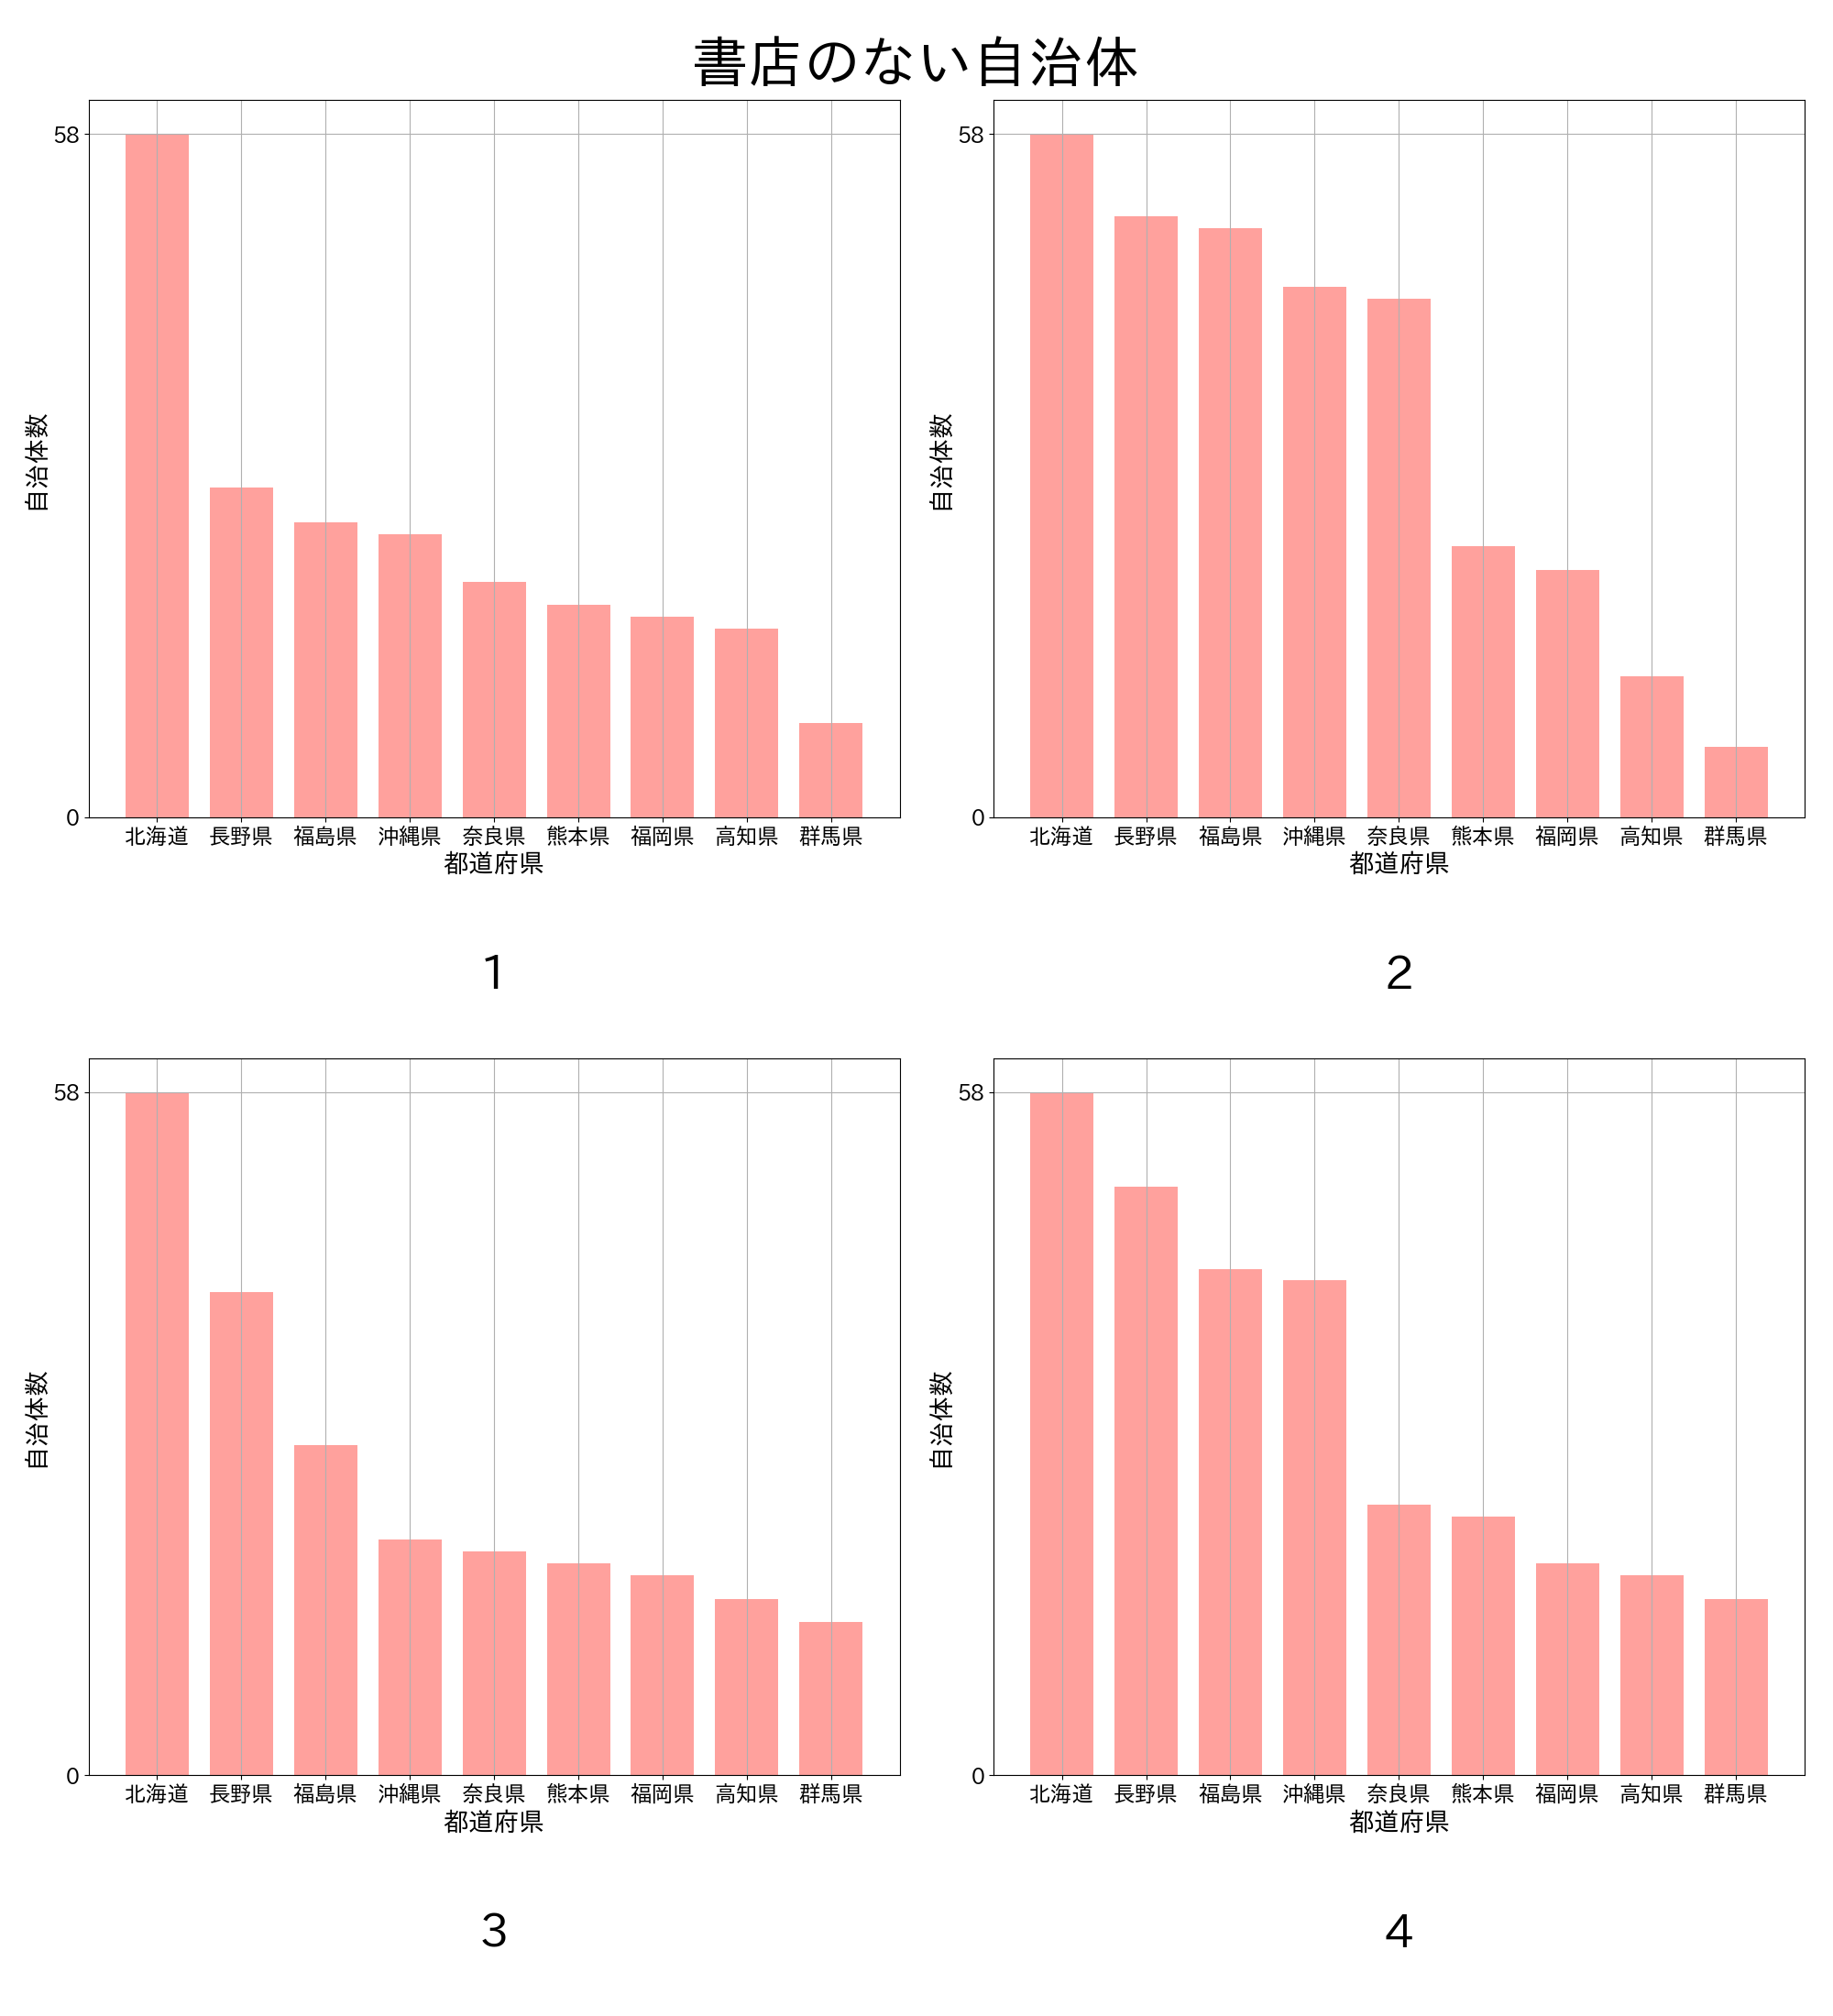 書店のない自治体
58
0
自治体数
北海道 長野県 福島県 沖縄県 奈良県 熊本県 福岡県 高知県 群馬県
都道府県
1
58
0
自治体数
北海道 長野県 福島県 沖縄県 奈良県 熊本県 福岡県 高知県 群馬県
都道府県
2
58
0
自治体数
北海道 長野県 福島県 沖縄県 奈良県 熊本県 福岡県 高知県 群馬県
都道府県
3
58
0
自治体数
北海道 長野県 福島県 沖縄県 奈良県 熊本県 福岡県 高知県 群馬県
都道府県
4